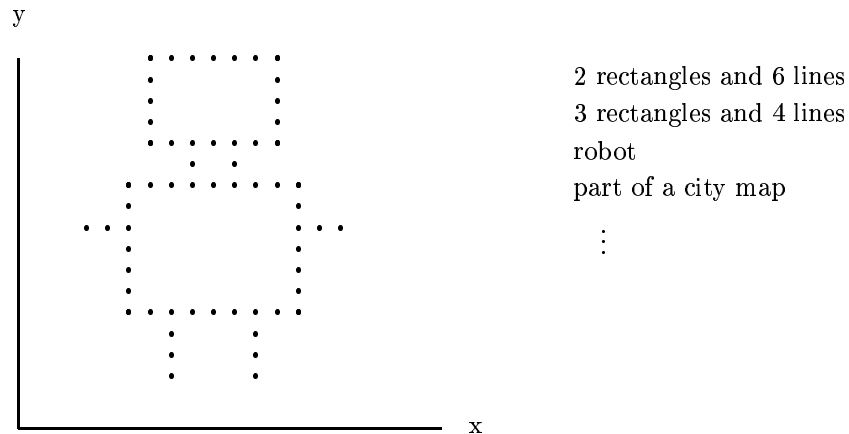 y
2 rectangles and 6 lines
3 rectangles and 4 lines
robot
part of a city map
⋮
x